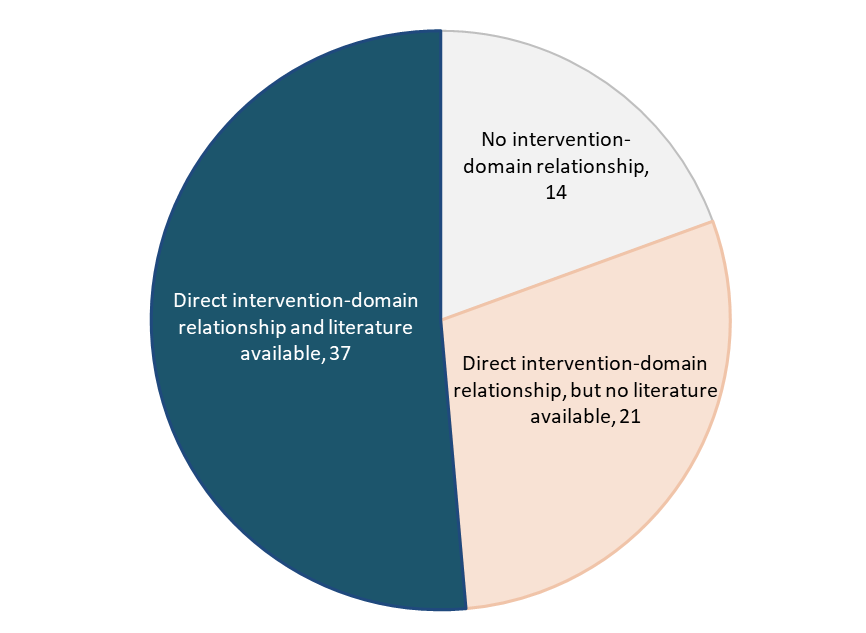 No intervention-
domain relationship,
14
Direct intervention-domain
relationship and literature
available, 37
Direct intervention-domain
relationship, but no literature
available, 21